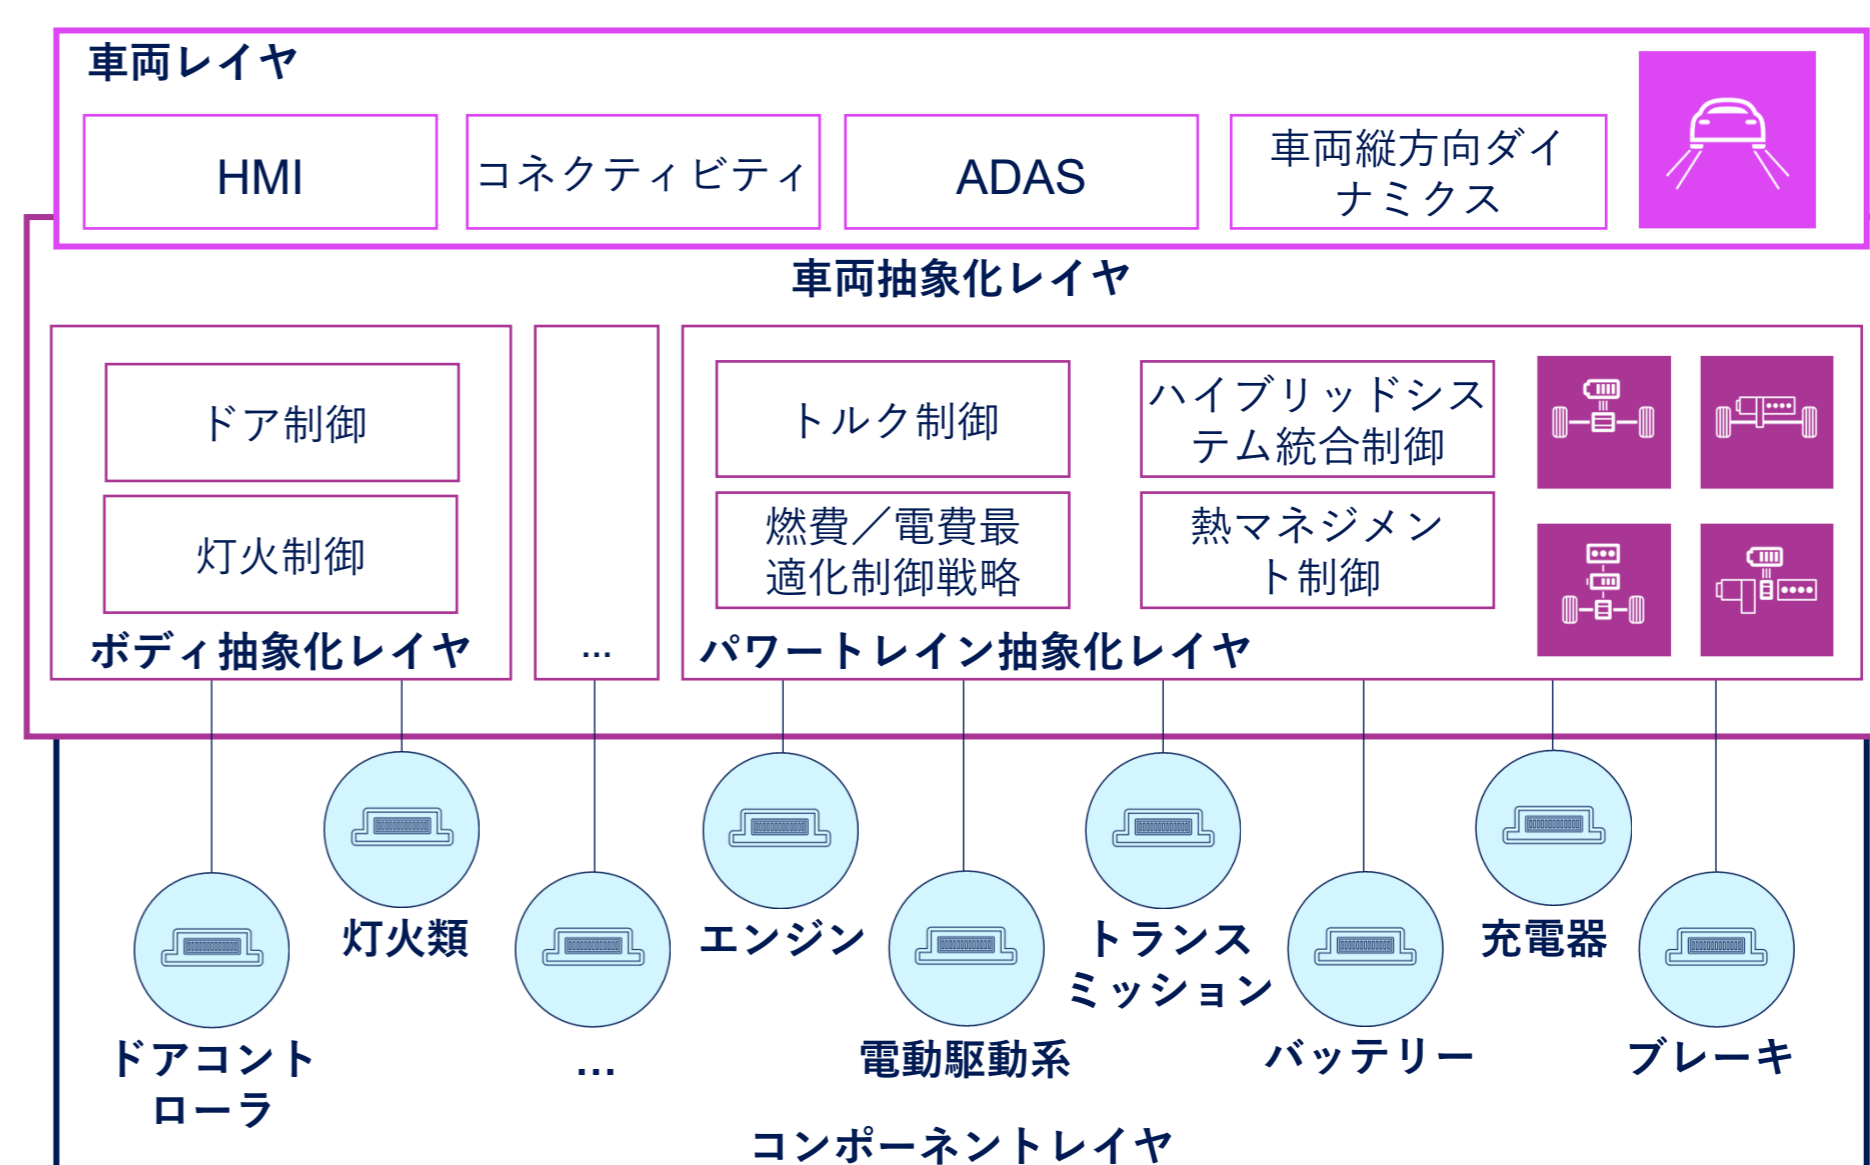 車両レイヤ
HMI
コネクティビティ
ADAS
車両縦方向ダイ
ナミクス
車両抽象化レイヤ
ドア制御
灯火制御
ボディ抽象化レイヤ
...
トルク制御
ハイブリッドシス
テム統合制御
燃費／電費最
適化制御戦略
熱マネジメン
ト制御
パワートレイン抽象化レイヤ
ドアコント
ローラ
灯火類
...
エンジン
電動駆動系
トランス
ミッション
バッテリー
充電器
ブレーキ
コンポーネントレイヤ